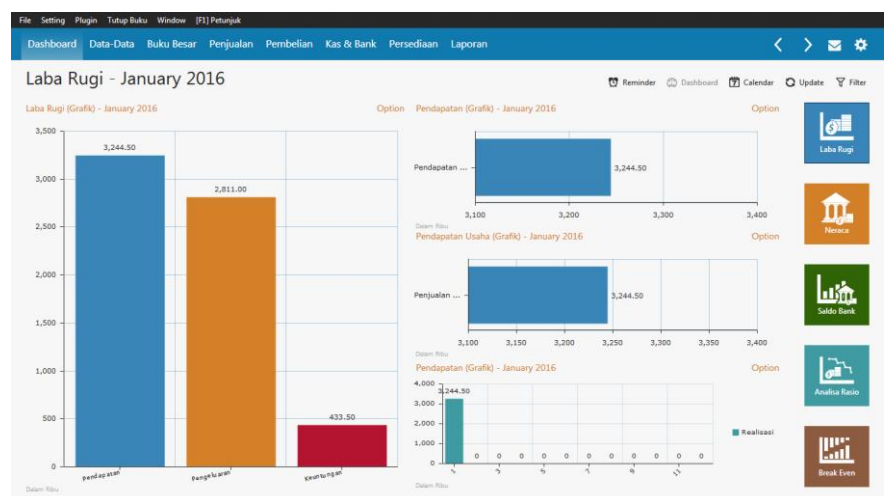 File Setting Plugin Tutup Buku Window [F1] Petunjuk
Dashboard Data-Data Buku Besar Penjualan Pembelian Kas & Bank Persediaan Laporan
Laba Rugi - January 2016
Reminder Dashboard Calendar Update Filter
Laba Rugi (Grafik) - January 2016 Option
3,500
3,000
2,500
2,000
1,500
1,000
500
0
3,244.50
2,811.00
433.50
Pendapatan Pengeluaran Keuntungan
Dalam Ribu
Pendapatan (Grafik) - January 2016 Option
Pendapatan ...
3,244.50
3,100 3,200 3,300 3,400
Dalam Ribu
Pendapatan Usaha (Grafik) - January 2016 Option
Penjualan ...
3,244.50
3,100 3,150 3,200 3,250 3,300 3,350 3,400
Dalam Ribu
Pendapatan (Grafik) - January 2016 Option
4,000
3,000
2,000
1,000
0
3,244.50
0 0 0 0 0 0 0 0 0 0 0
1 3 5 7 9 11
Realisasi
Dalam Ribu
Laba Rugi
Neraca
Saldo Bank
Analisa Rasio
Break Even